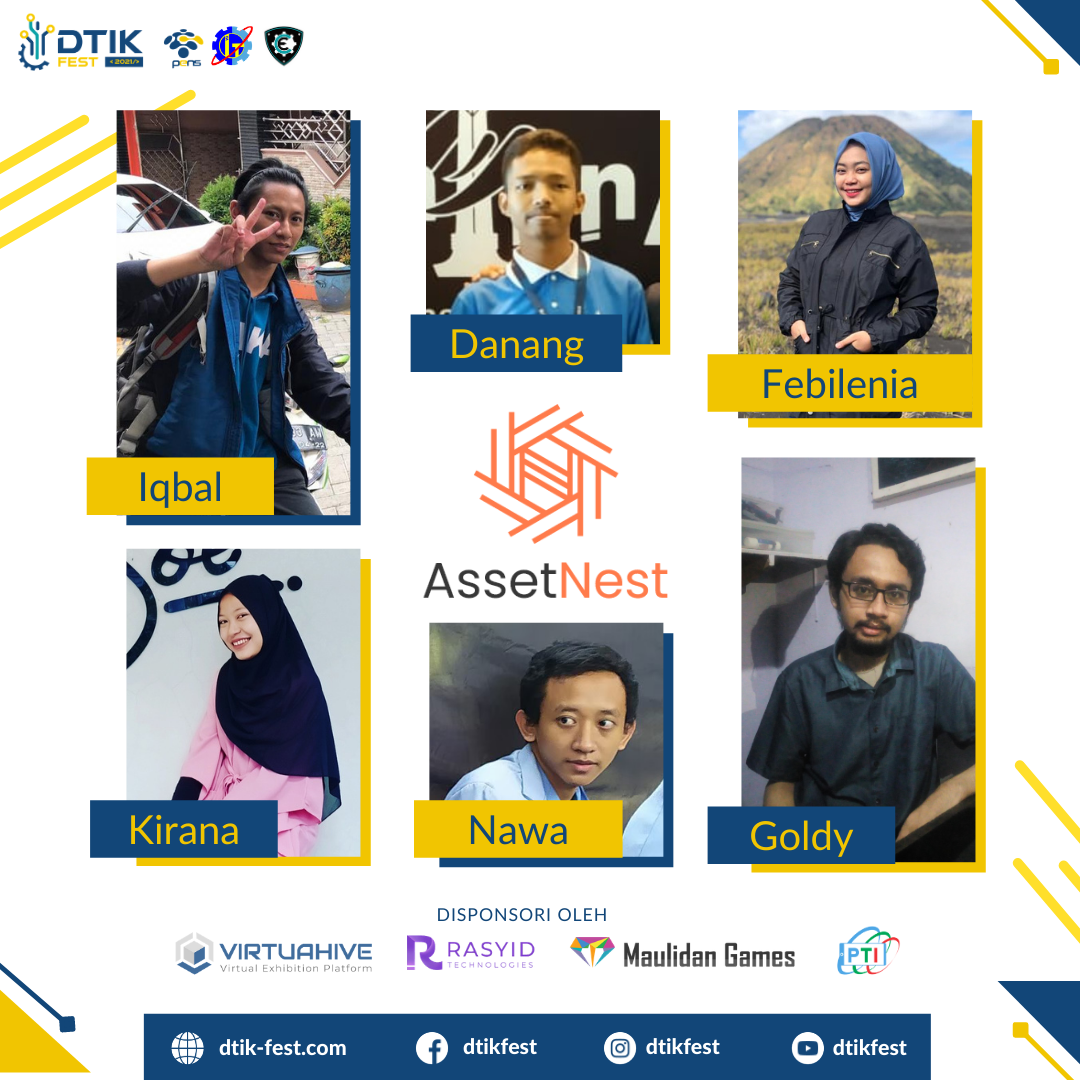 DTIK
FEST <2021/>
pens
IT
E
Danang
Febilenia
Iqbal
AssetNest
Kirana
Nawa
Goldy
DISPONSORI OLEH
VIRTUAHIVE
Virtual Exhibition Platform
RASYID
TECHNOLOGIES
Maulidan Games
PTI
dtik-fest.com
dtikfest
dtikfest
dtikfest